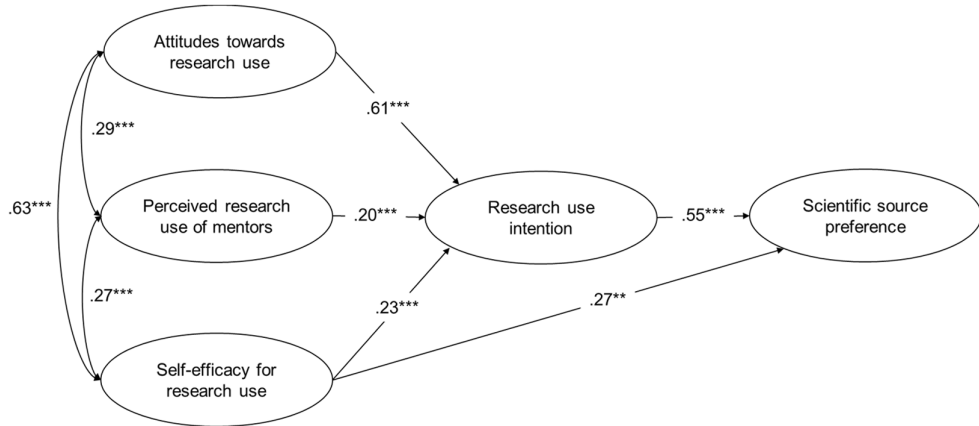 Attitudes towards
research use
.61***
.29***
.63***
Perceived research
use of mentors
.20***
Research use
intention
.55***
Scientific source
preference
.27***
.23***
.27**
Self-efficacy for
research use